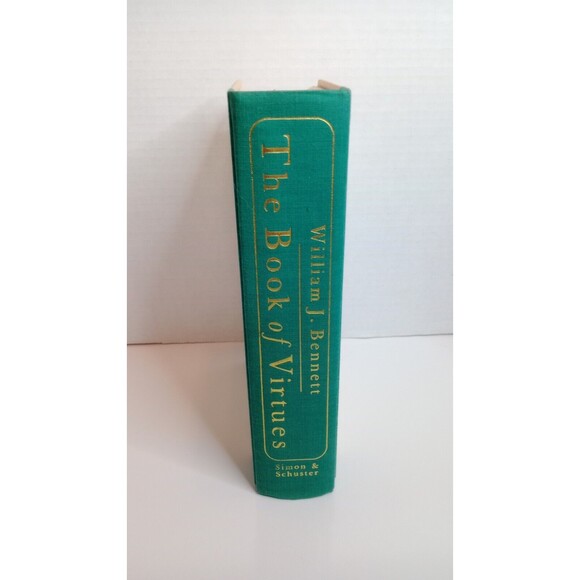 The Book of Virtues
William J. Bennett
Simon &
Schuster